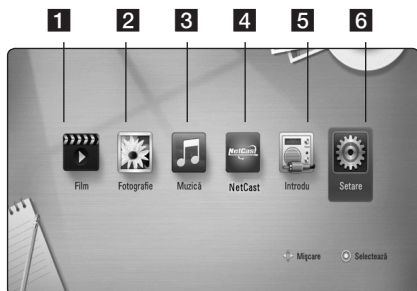 1 2 3 4 5 6
NetCast
Film Fotografie Muzică NetCast Introdu Setare
Mişcare Selectează